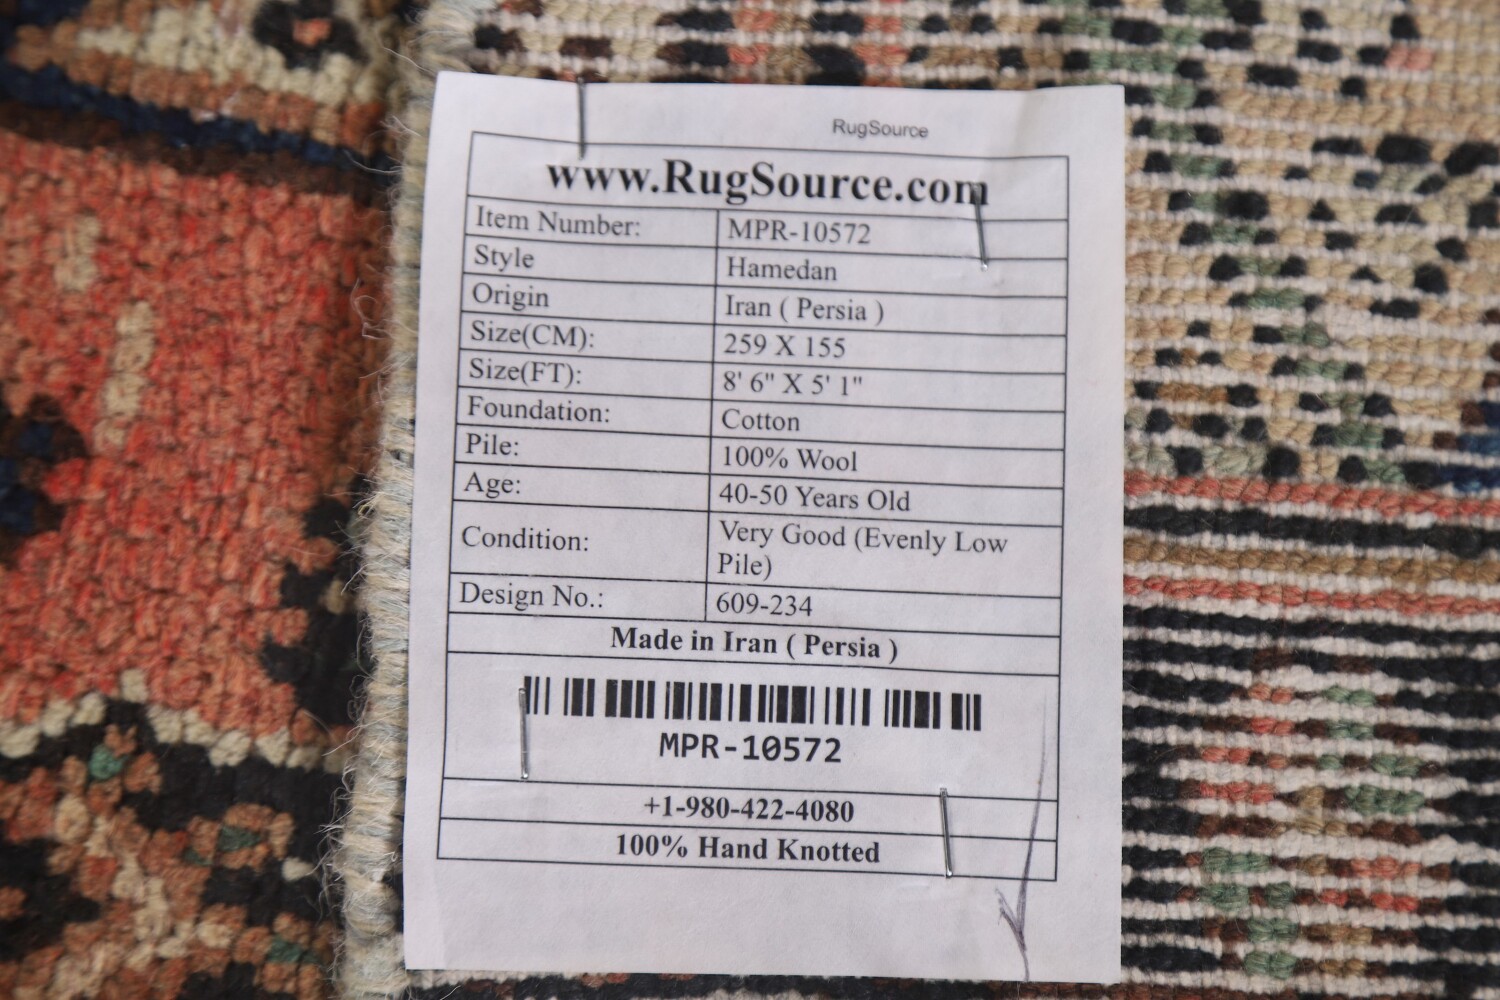 RugSource
www.RugSource.com
Item Number: MPR-10572
Style Hamedan
Origin Iran ( Persia )
Size(CM): 259 X 155
Size(FT): 8' 6" X 5' 1"
Foundation: Cotton
Pile: 100% Wool
Age: 40-50 Years Old
Condition: Very Good (Evenly Low
Pile)
Design No.: 609-234
Made in Iran ( Persia )
MPR-10572
+1-980-422-4080
100% Hand Knotted